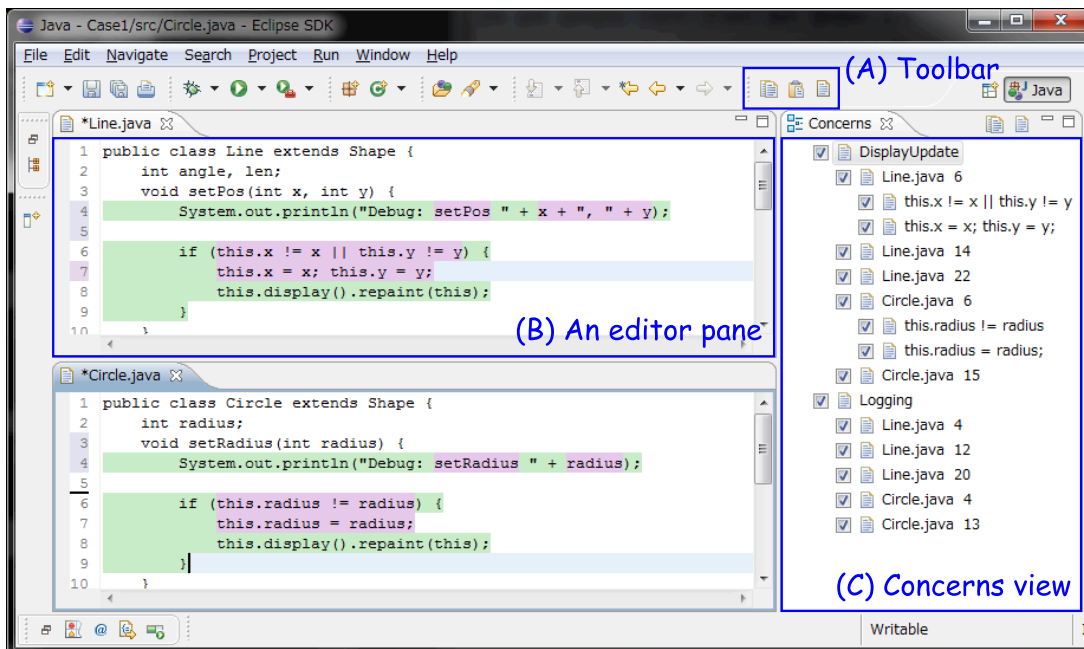 Java - Case1/src/Circle.java - Eclipse SDK
File Edit Navigate Search Project Run Window Help
(A) Toolbar
Java
*Line.java
1 public class Line extends Shape {
2 int angle, len;
3 void setPos(int x, int y) {
4 System.out.println("Debug: setPos " + x + ", " + y);
5
6 if (this.x != x || this.y != y) {
7 this.x = x; this.y = y;
8 this.display().repaint(this);
9 }
10 }
(B) An editor pane
*Circle.java
1 public class Circle extends Shape {
2 int radius;
3 void setRadius(int radius) {
4 System.out.println("Debug: setRadius " + radius);
5
6 if (this.radius != radius) {
7 this.radius = radius;
8 this.display().repaint(this);
9 }
10 }
Concerns
DisplayUpdate
Line.java 6
this.x != x || this.y != y
this.x = x; this.y = y;
Line.java 14
Line.java 22
Circle.java 6
this.radius != radius
this.radius = radius;
Circle.java 15
Logging
Line.java 4
Line.java 12
Line.java 20
Circle.java 4
Circle.java 13
(C) Concerns view
Writable